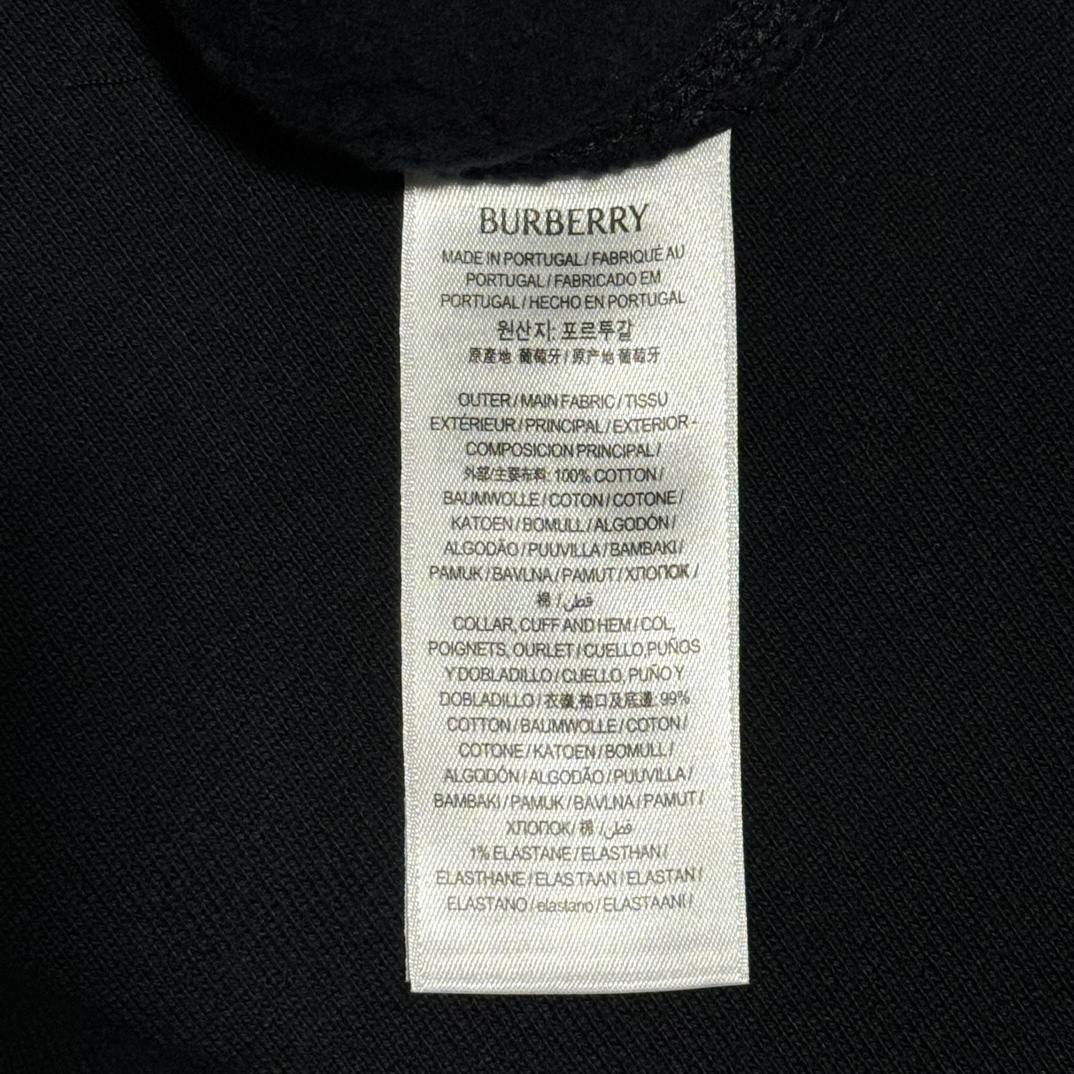 BURBERRY
MADE IN PORTUGAL / FABRIQUÉ AU
PORTUGAL / FABRICADO EM
PORTUGAL / HECHO EN PORTUGAL
원산지: 포르투갈
原產地: 葡萄牙 / 原产地 葡萄牙
OUTER / MAIN FABRIC / TISSU
EXTÉRIEUR / PRINCIPAL / EXTERIOR -
COMPOSICION PRINCIPAL /
外部/主要布料: 100% COTTON /
BAUMWOLLE / COTON / COTONE /
KATOEN / BOMULL / ALGODÓN /
ALGODÃO / PUUVILLA / BAMBAKI /
PAMUK / BAVLNA / PAMUT / ХЛОПОК /
棉 / قطن
COLLAR, CUFF AND HEM / COL,
POIGNETS, OURLET / CUELLO, PUÑOS
Y DOBLADILLO / CUELLO, PUÑO Y
DOBLADILLO / 衣領,袖口及底邊: 99%
COTTON / BAUMWOLLE / COTON /
COTONE / KATOEN / BOMULL /
ALGODÓN / ALGODÃO / PUUVILLA /
BAMBAKI / PAMUK / BAVLNA / PAMUT /
ХЛОПОК / 棉 / قطن
1% ELASTANE / ELASTHAN /
ELASTHANE / ELASTAAN / ELASTAN /
ELASTANO / elastano / ELASTAANI /